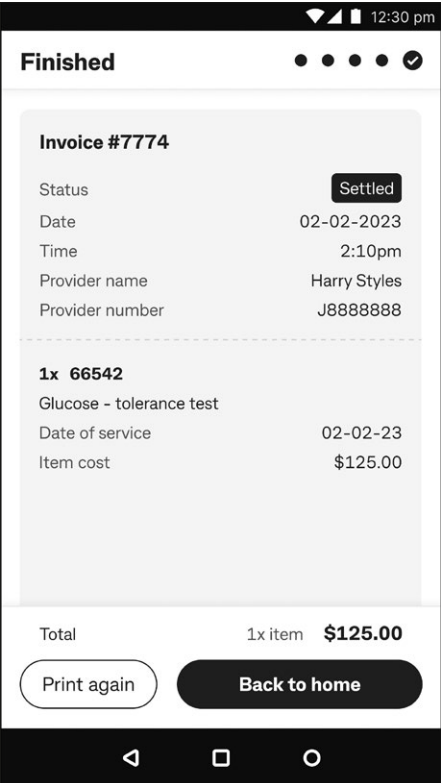 12:30 pm
Finished
Invoice #7774
Status Settled
Date 02-02-2023
Time 2:10pm
Provider name Harry Styles
Provider number J8888888
1x 66542
Glucose - tolerance test
Date of service 02-02-23
Item cost $125.00
Total 1x item $125.00
Print again Back to home